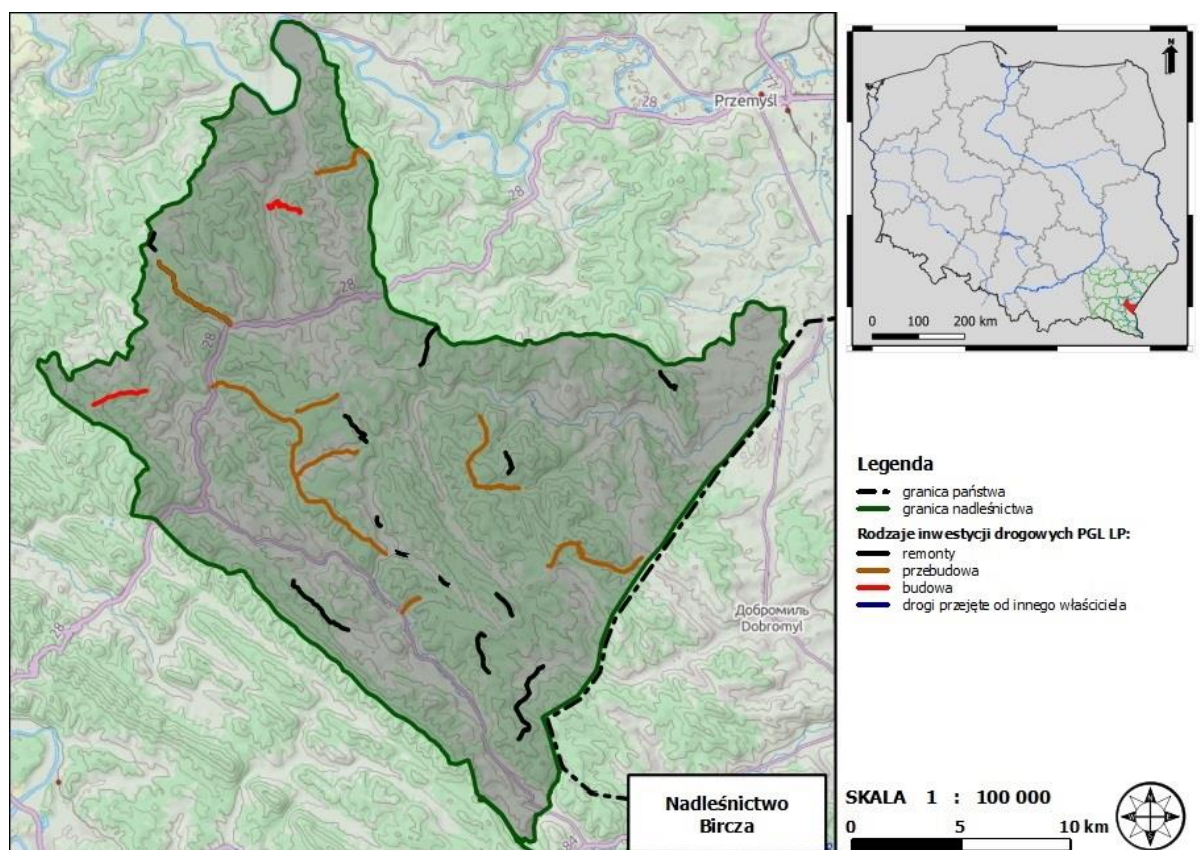 28
Przemyśl
28
28
28
Добромиль
Dobromyl
28
84
Nadleśnictwo
Bircza
N
0 100 200 km
Legenda
granica państwa
granica nadleśnictwa
Rodzaje inwestycji drogowych PGL LP:
remonty
przebudowa
budowa
drogi przejęte od innego właściciela
SKALA 1 : 100 000
0 5 10 km